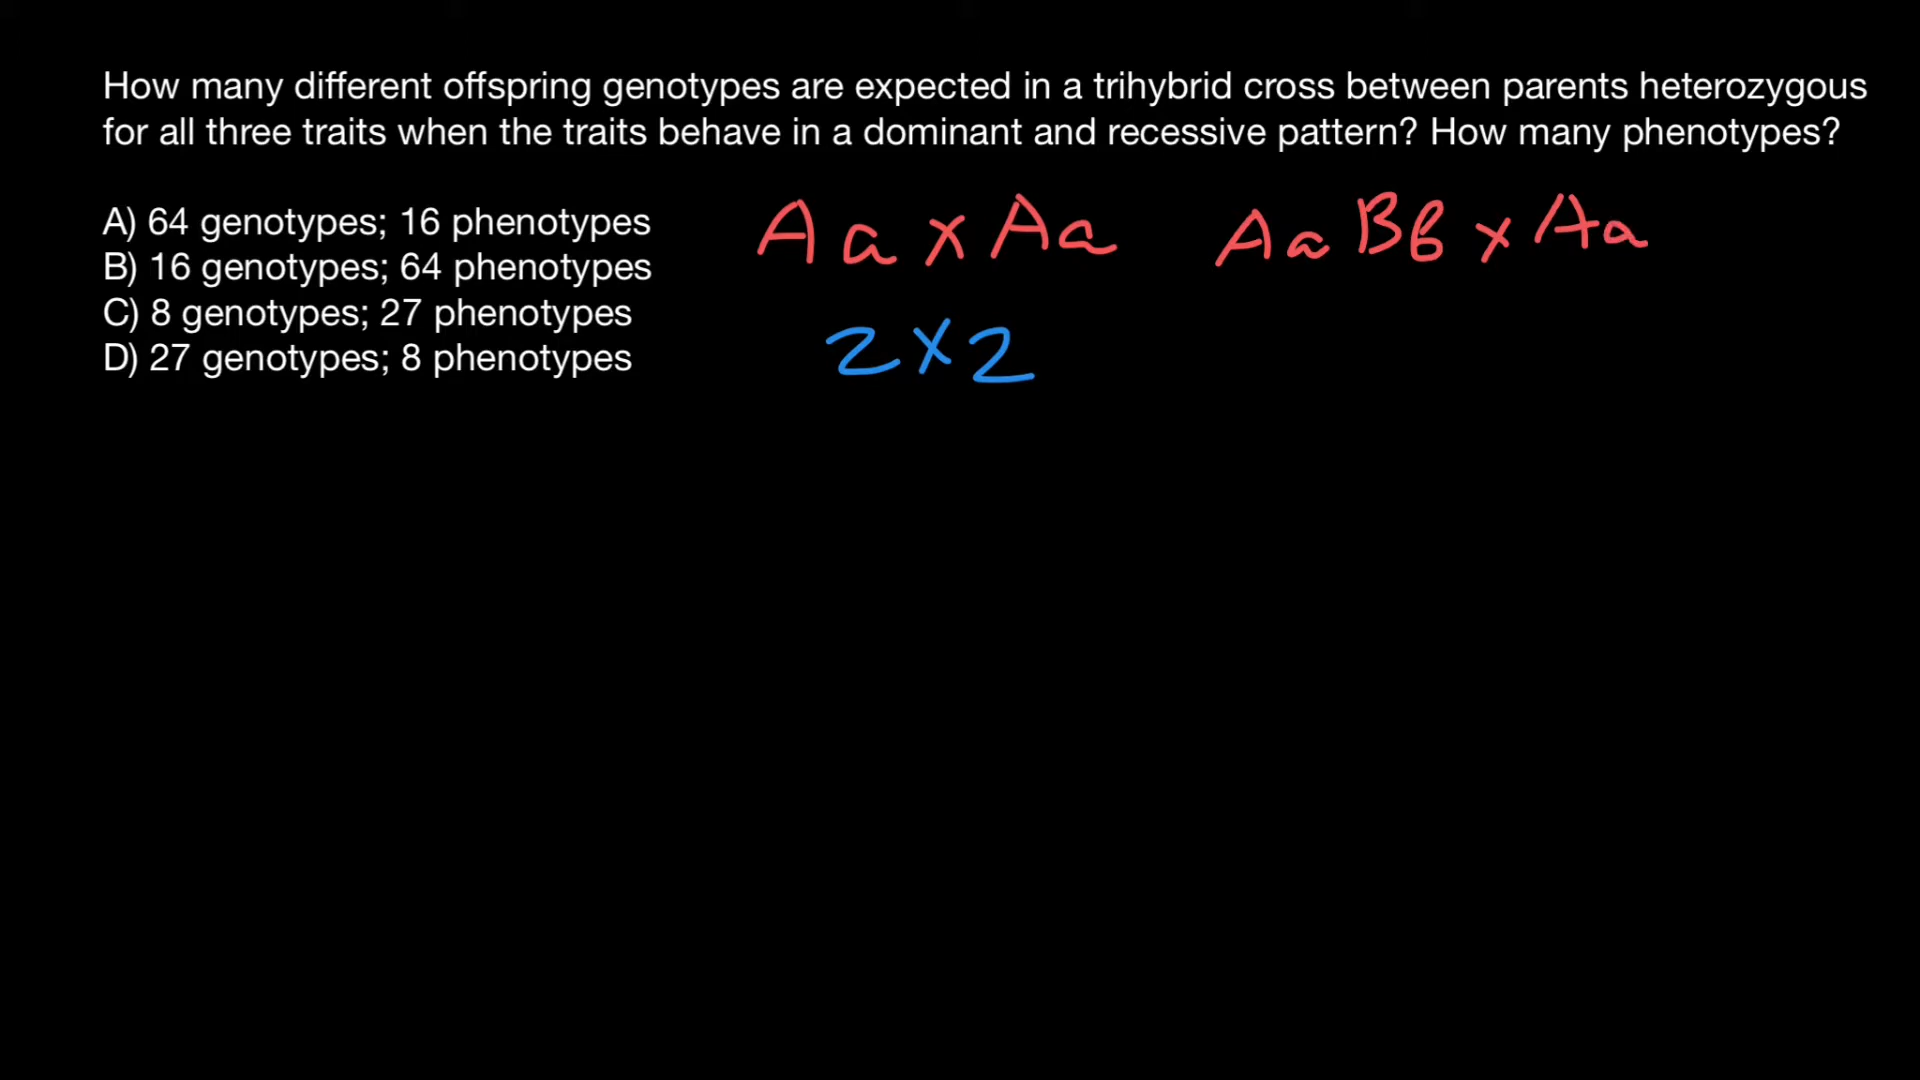 How many different offspring genotypes are expected in a trihybrid cross between parents heterozygous
for all three traits when the traits behave in a dominant and recessive pattern? How many phenotypes?
A) 64 genotypes; 16 phenotypes
B) 16 genotypes; 64 phenotypes
C) 8 genotypes; 27 phenotypes
D) 27 genotypes; 8 phenotypes
Aa x Aa
AaBb x Aa
2x2